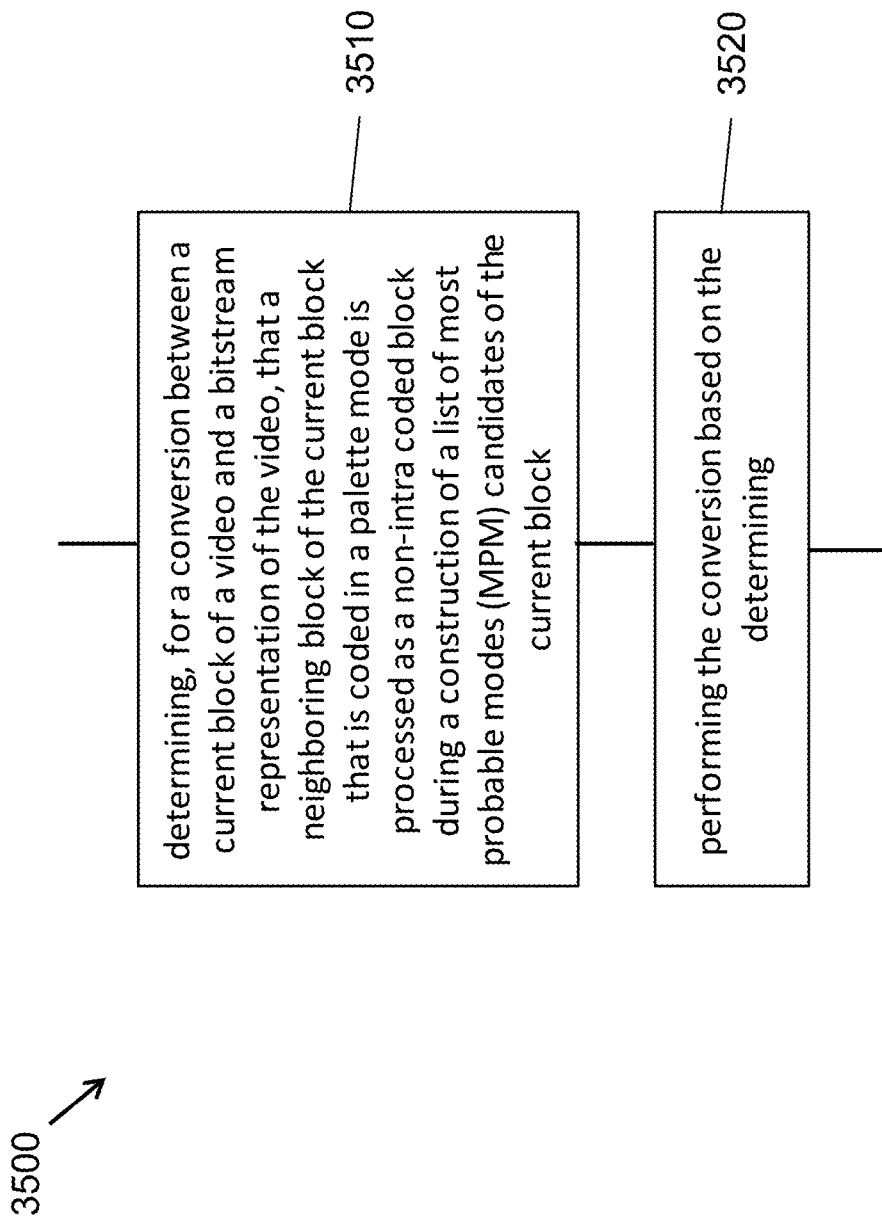 3500
determining, for a conversion between a
current block of a video and a bitstream
representation of the video, that a
neighboring block of the current block
that is coded in a palette mode is
processed as a non-intra coded block
during a construction of a list of most
probable modes (MPM) candidates of the
current block
3510
performing the conversion based on the
determining
3520